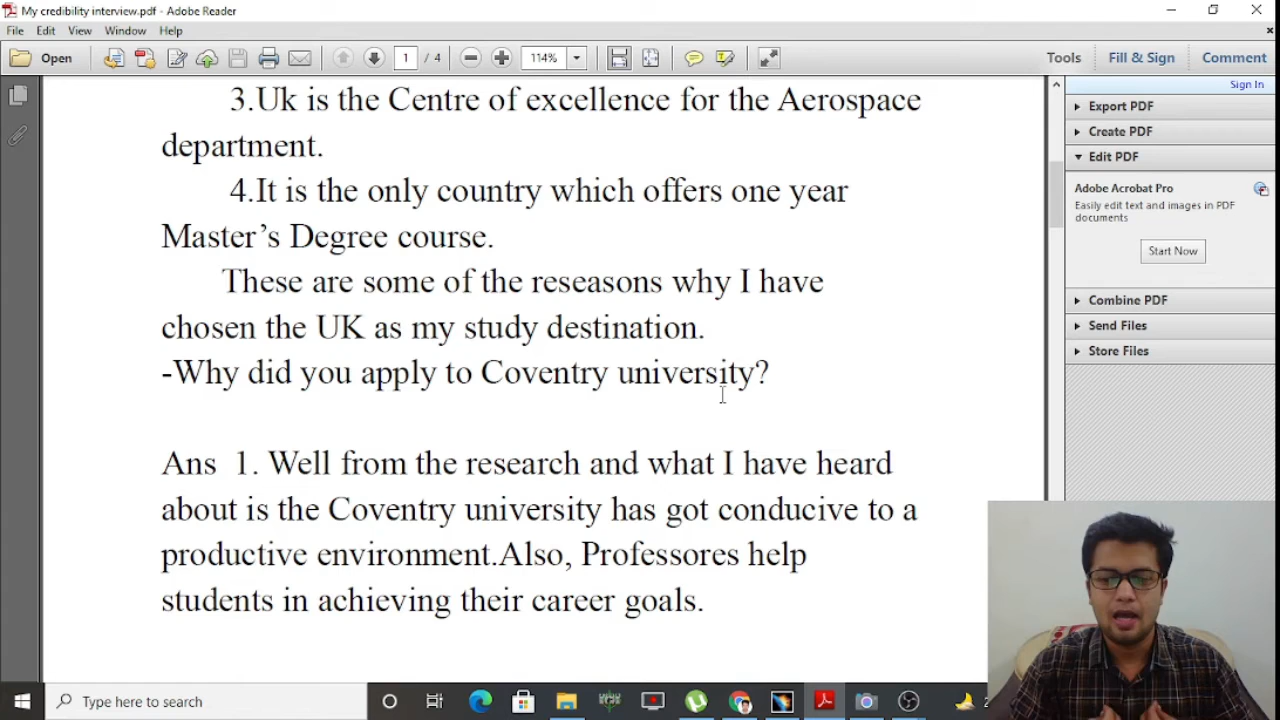 My credibility interview.pdf - Adobe Reader
File Edit View Window Help
Open 1 / 4 114% Tools Fill & Sign Comment
Sign In
3.Uk is the Centre of excellence for the Aerospace
department.
4.It is the only country which offers one year
Master’s Degree course.
These are some of the reseasons why I have
chosen the UK as my study destination.
-Why did you apply to Coventry university?
Ans 1. Well from the research and what I have heard
about is the Coventry university has got conducive to a
productive environment.Also, Professores help
students in achieving their career goals.
Export PDF
Create PDF
Edit PDF
Adobe Acrobat Pro
Easily edit text and images in PDF
documents
Start Now
Combine PDF
Send Files
Store Files
Type here to search